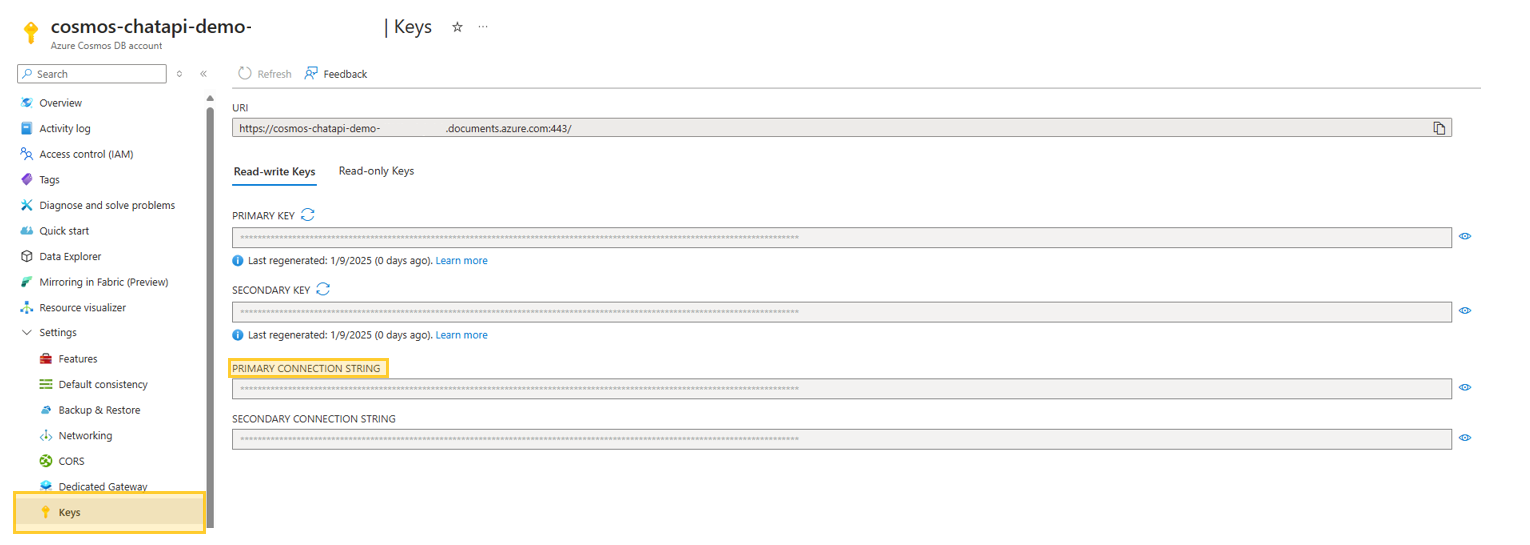 cosmos-chatapi-demo- | Keys ☆ ···
Azure Cosmos DB account
Search
«
Refresh Feedback
Overview
Activity log
Access control (IAM)
Tags
Diagnose and solve problems
Quick start
Data Explorer
Mirroring in Fabric (Preview)
Resource visualizer
Settings
Features
Default consistency
Backup & Restore
Networking
CORS
Dedicated Gateway
Keys
URI
https://cosmos-chatapi-demo- .documents.azure.com:443/
Read-write Keys Read-only Keys
PRIMARY KEY
Last regenerated: 1/9/2025 (0 days ago). Learn more
SECONDARY KEY
Last regenerated: 1/9/2025 (0 days ago). Learn more
PRIMARY CONNECTION STRING
SECONDARY CONNECTION STRING